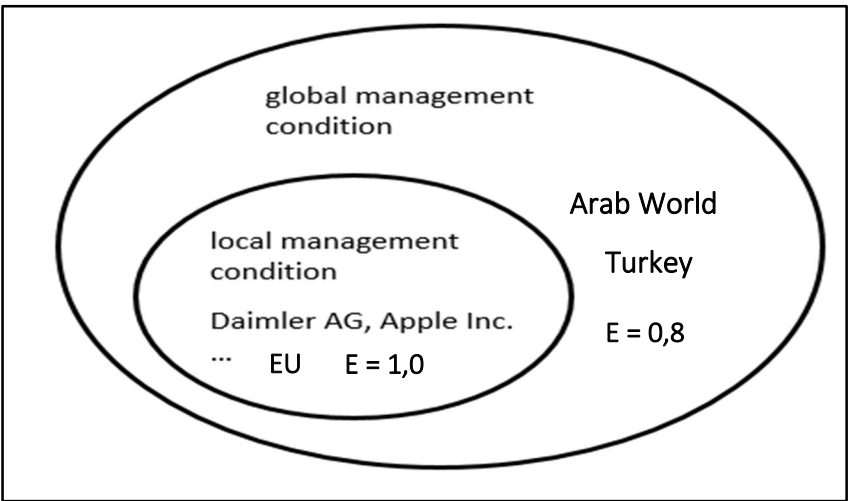 global management
condition
Arab World
Turkey
E = 0,8
local management
condition
Daimler AG, Apple Inc.
... EU E = 1,0